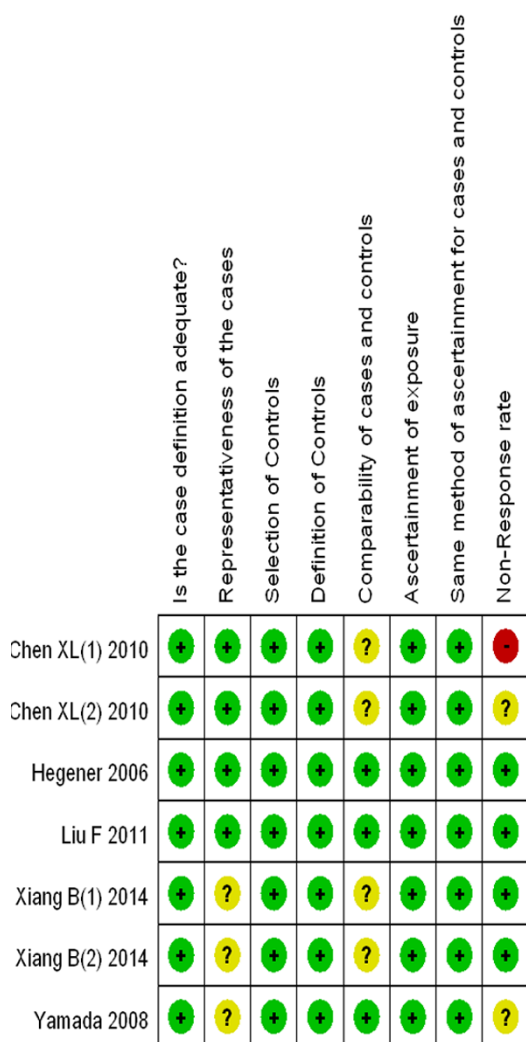 Is the case definition adequate?
Representativeness of the cases
Selection of Controls
Definition of Controls
Comparability of cases and controls
Ascertainment of exposure
Same method of ascertainment for cases and controls
Non-Response rate
Chen XL(1) 2010 + + + + ? + + -
Chen XL(2) 2010 + + + + ? + + ?
Hegener 2006 + + + + + + + +
Liu F 2011 + + + + + + + +
Xiang B(1) 2014 + ? + + ? + + +
Xiang B(2) 2014 + ? + + ? + + +
Yamada 2008 + ? + + + + + ?